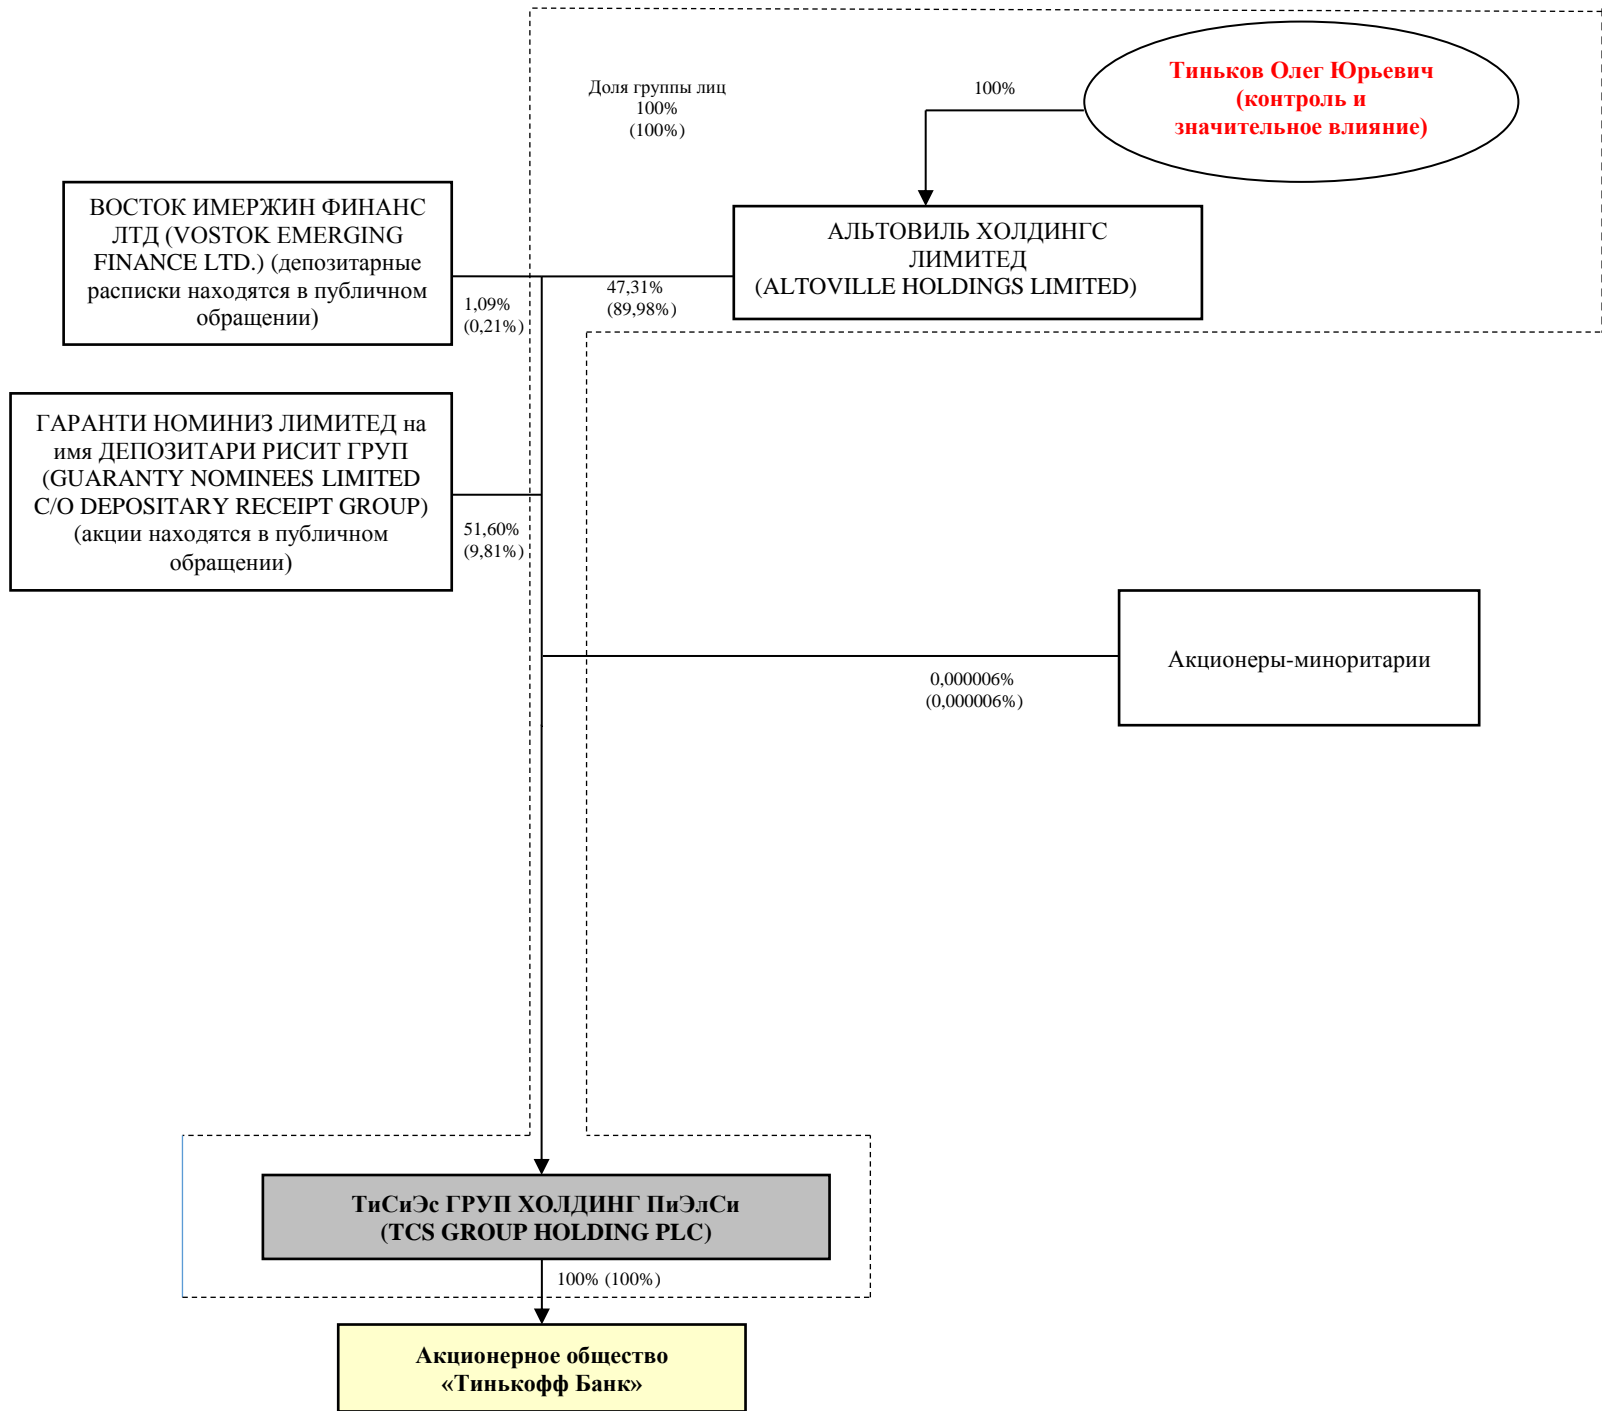 Доля группы лиц
100%
(100%)
100%
Тиньков Олег Юрьевич
(контроль и
значительное влияние)
ВОСТОК ИМЕРЖИН ФИНАНС
ЛТД (VOSTOK EMERGING
FINANCE LTD.) (депозитарные
расписки находятся в публичном
обращении)
1,09%
(0,21%)
47,31%
(89,98%)
АЛЬТОВИЛЬ ХОЛДИНГС
ЛИМИТЕД
(ALTOVILLE HOLDINGS LIMITED)
ГАРАНТИ НОМИНИЗ ЛИМИТЕД на
имя ДЕПОЗИТАРИ РИСИТ ГРУП
(GUARANTY NOMINEES LIMITED
C/O DEPOSITARY RECEIPT GROUP)
(акции находятся в публичном
обращении)
51,60%
(9,81%)
Акционеры-миноритарии
0,000006%
(0,000006%)
ТиСиЭс ГРУП ХОЛДИНГ ПиЭлСи
(TCS GROUP HOLDING PLC)
100% (100%)
Акционерное общество
«Тинькофф Банк»